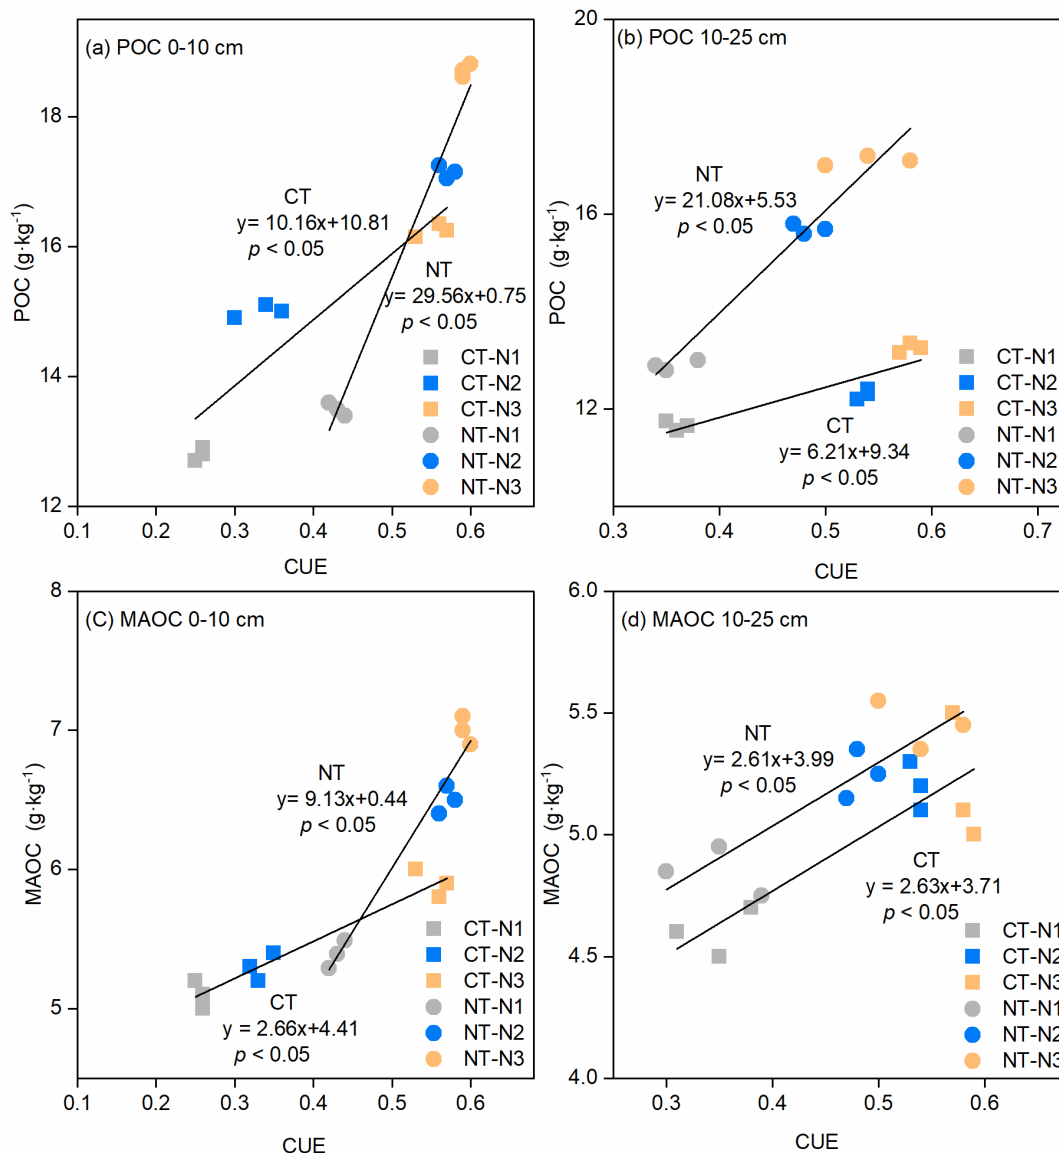 (a) POC 0-10 cm
18
16
14
12
POC (g·kg⁻¹)
CT
y= 10.16x+10.81
p < 0.05
NT
y= 29.56x+0.75
p < 0.05
CT-N1
CT-N2
CT-N3
NT-N1
NT-N2
NT-N3
0.1 0.2 0.3 0.4 0.5 0.6
CUE
(b) POC 10-25 cm
20
16
12
POC (g·kg⁻¹)
NT
y= 21.08x+5.53
p < 0.05
CT
y= 6.21x+9.34
p < 0.05
CT-N1
CT-N2
CT-N3
NT-N1
NT-N2
NT-N3
0.3 0.4 0.5 0.6 0.7
CUE
(C) MAOC 0-10 cm
8
7
6
5
MAOC (g·kg⁻¹)
NT
y= 9.13x+0.44
p < 0.05
CT
y = 2.66x+4.41
p < 0.05
CT-N1
CT-N2
CT-N3
NT-N1
NT-N2
NT-N3
0.1 0.2 0.3 0.4 0.5 0.6
CUE
(d) MAOC 10-25 cm
6.0
5.5
5.0
4.5
4.0
MAOC (g·kg⁻¹)
NT
y = 2.61x+3.99
p < 0.05
CT
y = 2.63x+3.71
p < 0.05
CT-N1
CT-N2
CT-N3
NT-N1
NT-N2
NT-N3
0.3 0.4 0.5 0.6
CUE